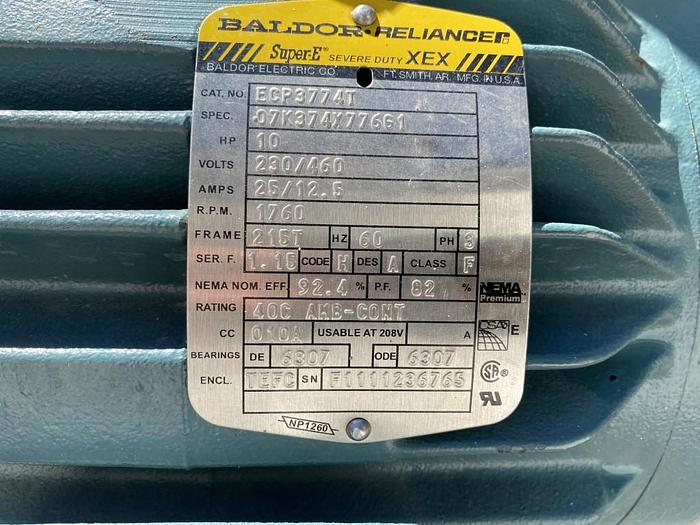 BALDOR·RELIANCER
Super-E® SEVERE DUTY XEX
BALDOR ELECTRIC CO. FT. SMITH, AR. MFG. IN U.S.A.
CAT. NO. ECP3774T
SPEC. 07K374X776G1
HP 10
VOLTS 230/460
AMPS 25/12.5
R.P.M. 1760
FRAME 215T HZ 60 PH 3
SER. F. 1.15 CODE H DES A CLASS F
NEMA NOM. EFF. 92.4 % P.F. 82 % NEMA
Premium
RATING 40C AMB-CONT
CC 010A USABLE AT 208V A E
BEARINGS DE 6307 ODE 6307
ENCL. TEFC SN F1111236765
NP1260